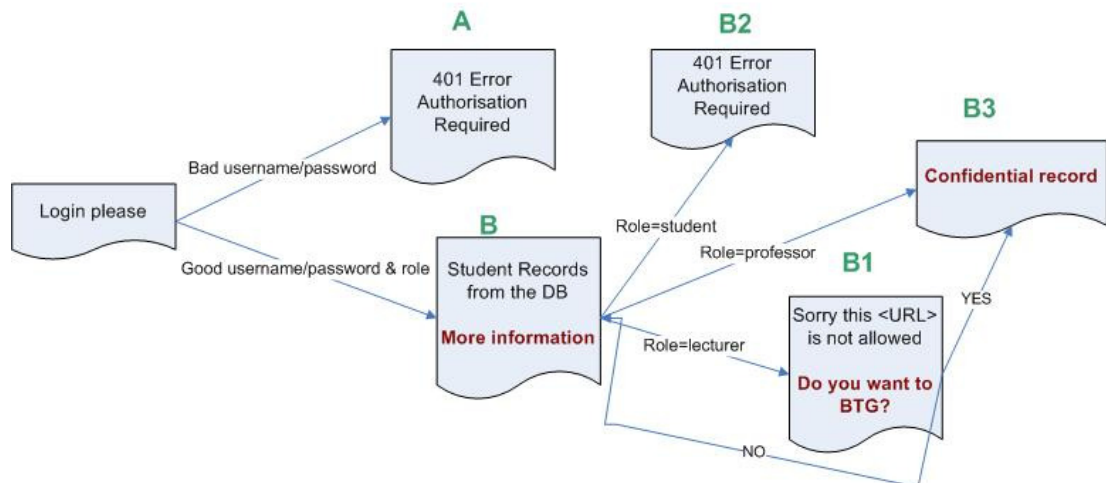 A
401 Error
Authorisation
Required
B2
401 Error
Authorisation
Required
B3
Confidential record
Bad username/password
Login please
Good username/password & role
B
Student Records
from the DB
More information
Role=student
Role=professor
Role=lecturer
B1
Sorry this <URL>
is not allowed
Do you want to
BTG?
YES
NO